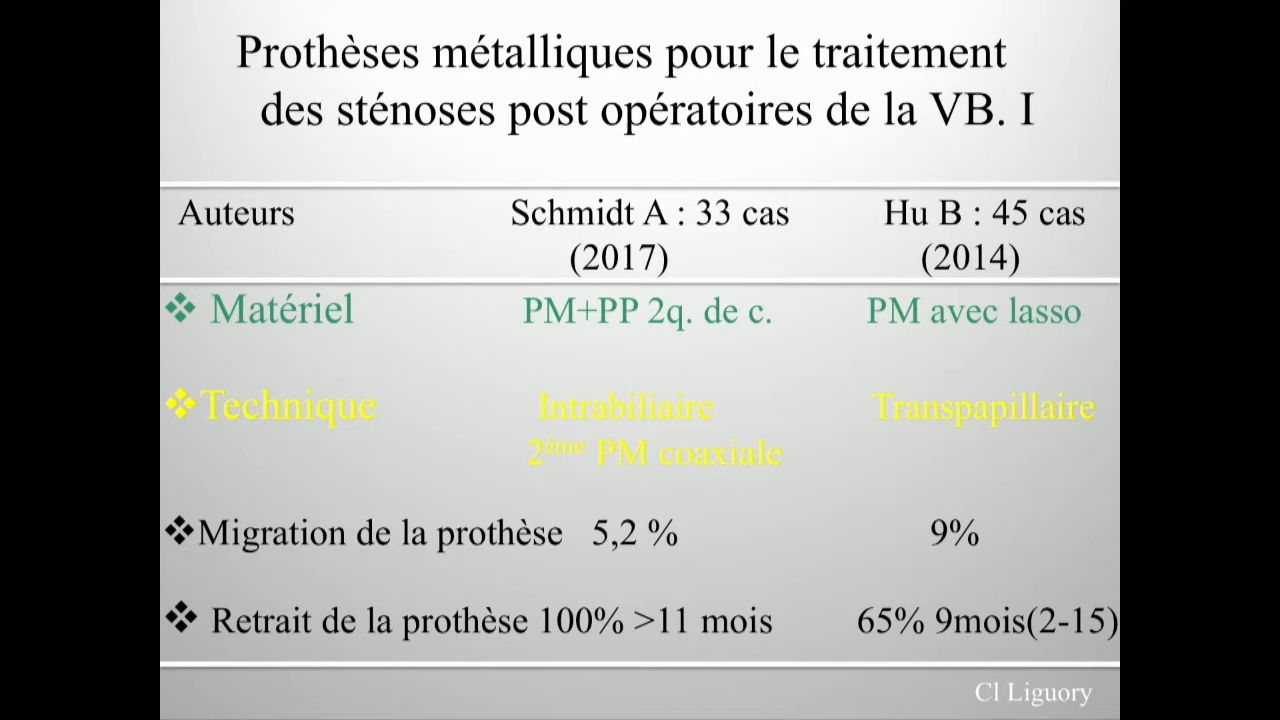 Prothèses métalliques pour le traitement
des sténoses post opératoires de la VB. I
Auteurs Schmidt A : 33 cas Hu B : 45 cas
(2017) (2014)
❖ Matériel PM+PP 2q. de c. PM avec lasso
❖Technique Intrabiliaire Transpapillaire
2ème PM coaxiale
❖Migration de la prothèse 5,2 % 9%
❖ Retrait de la prothèse 100% >11 mois 65% 9mois(2-15)
Cl Liguory